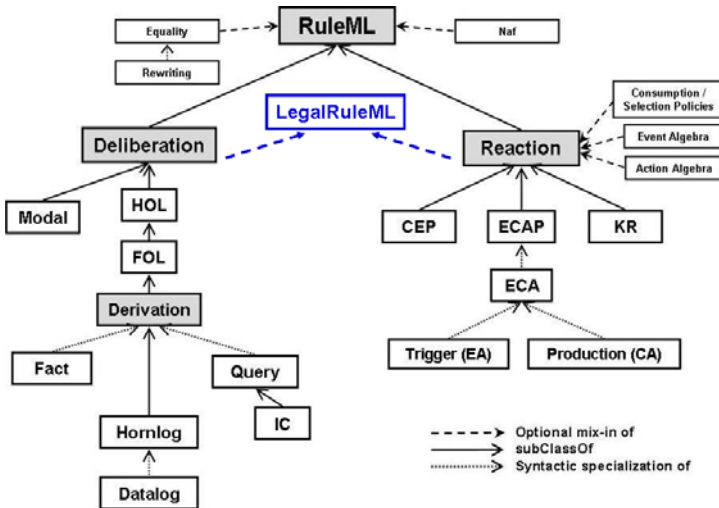 Equality
RuleML
Naf
Rewriting
Consumption /
Selection Policies
LegalRuleML
Event Algebra
Deliberation
Reaction
Action Algebra
Modal
HOL
CEP
ECAP
KR
FOL
ECA
Derivation
Trigger (EA)
Production (CA)
Fact
Query
IC
Hornlog
Optional mix-in of
subClassOf
Syntactic specialization of
Datalog